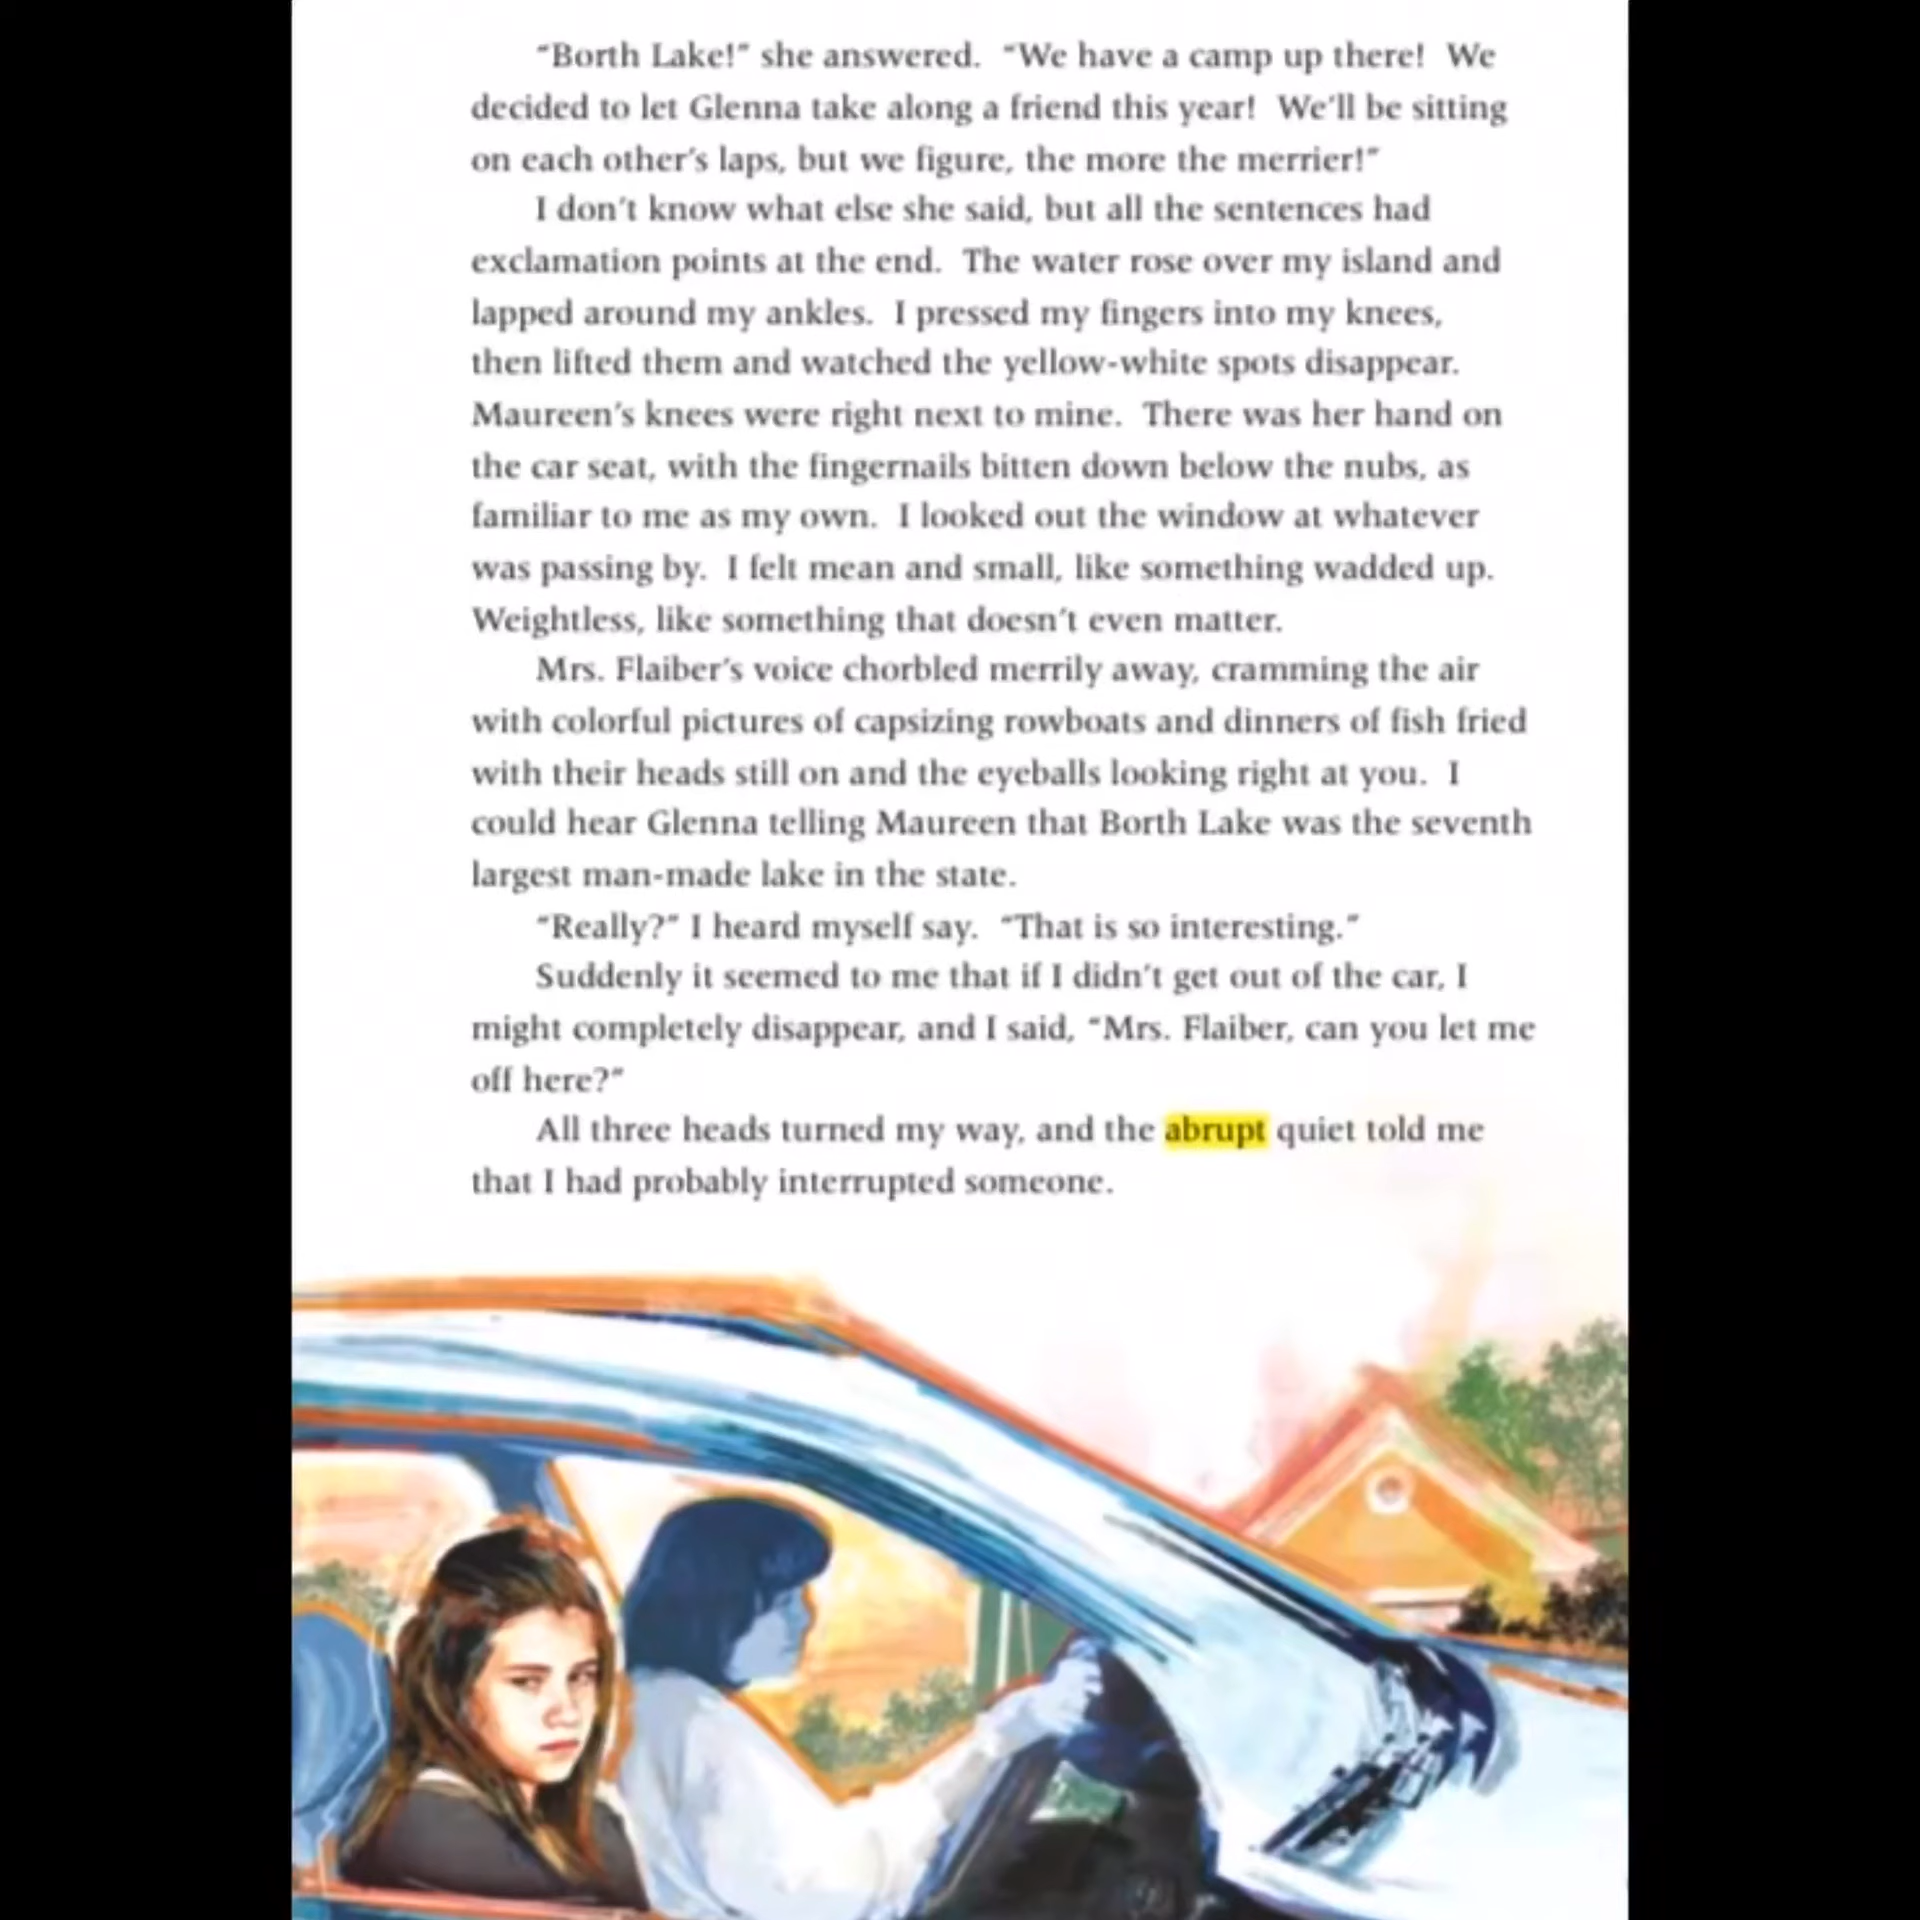 “Borth Lake!” she answered.  “We have a camp up there!  We
decided to let Glenna take along a friend this year!  We’ll be sitting
on each other’s laps, but we figure, the more the merrier!”
I don’t know what else she said, but all the sentences had
exclamation points at the end.  The water rose over my island and
lapped around my ankles.  I pressed my fingers into my knees,
then lifted them and watched the yellow-white spots disappear.
Maureen’s knees were right next to mine.  There was her hand on
the car seat, with the fingernails bitten down below the nubs, as
familiar to me as my own.  I looked out the window at whatever
was passing by.  I felt mean and small, like something wadded up.
Weightless, like something that doesn’t even matter.
Mrs. Flaiber’s voice chorbled merrily away, cramming the air
with colorful pictures of capsizing rowboats and dinners of fish fried
with their heads still on and the eyeballs looking right at you.  I
could hear Glenna telling Maureen that Borth Lake was the seventh
largest man-made lake in the state.
“Really?” I heard myself say.  “That is so interesting.”
Suddenly it seemed to me that if I didn’t get out of the car, I
might completely disappear, and I said, “Mrs. Flaiber, can you let me
off here?”
All three heads turned my way, and the abrupt quiet told me
that I had probably interrupted someone.